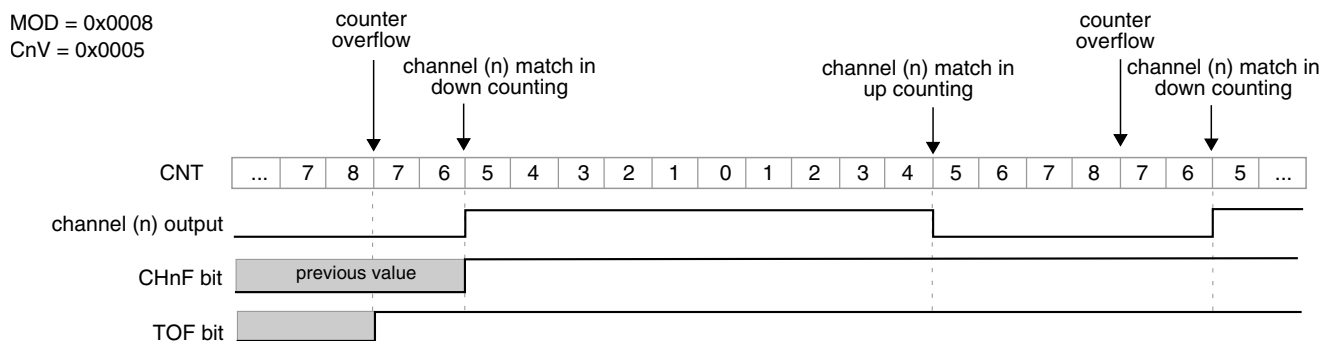 MOD = 0x0008
CnV = 0x0005
counter
overflow
channel (n) match in
down counting
channel (n) match in
up counting
counter
overflow
channel (n) match in
down counting
CNT ... 7 8 7 6 5 4 3 2 1 0 1 2 3 4 5 6 7 8 7 6 5 ...
channel (n) output
CHnF bit previous value
TOF bit